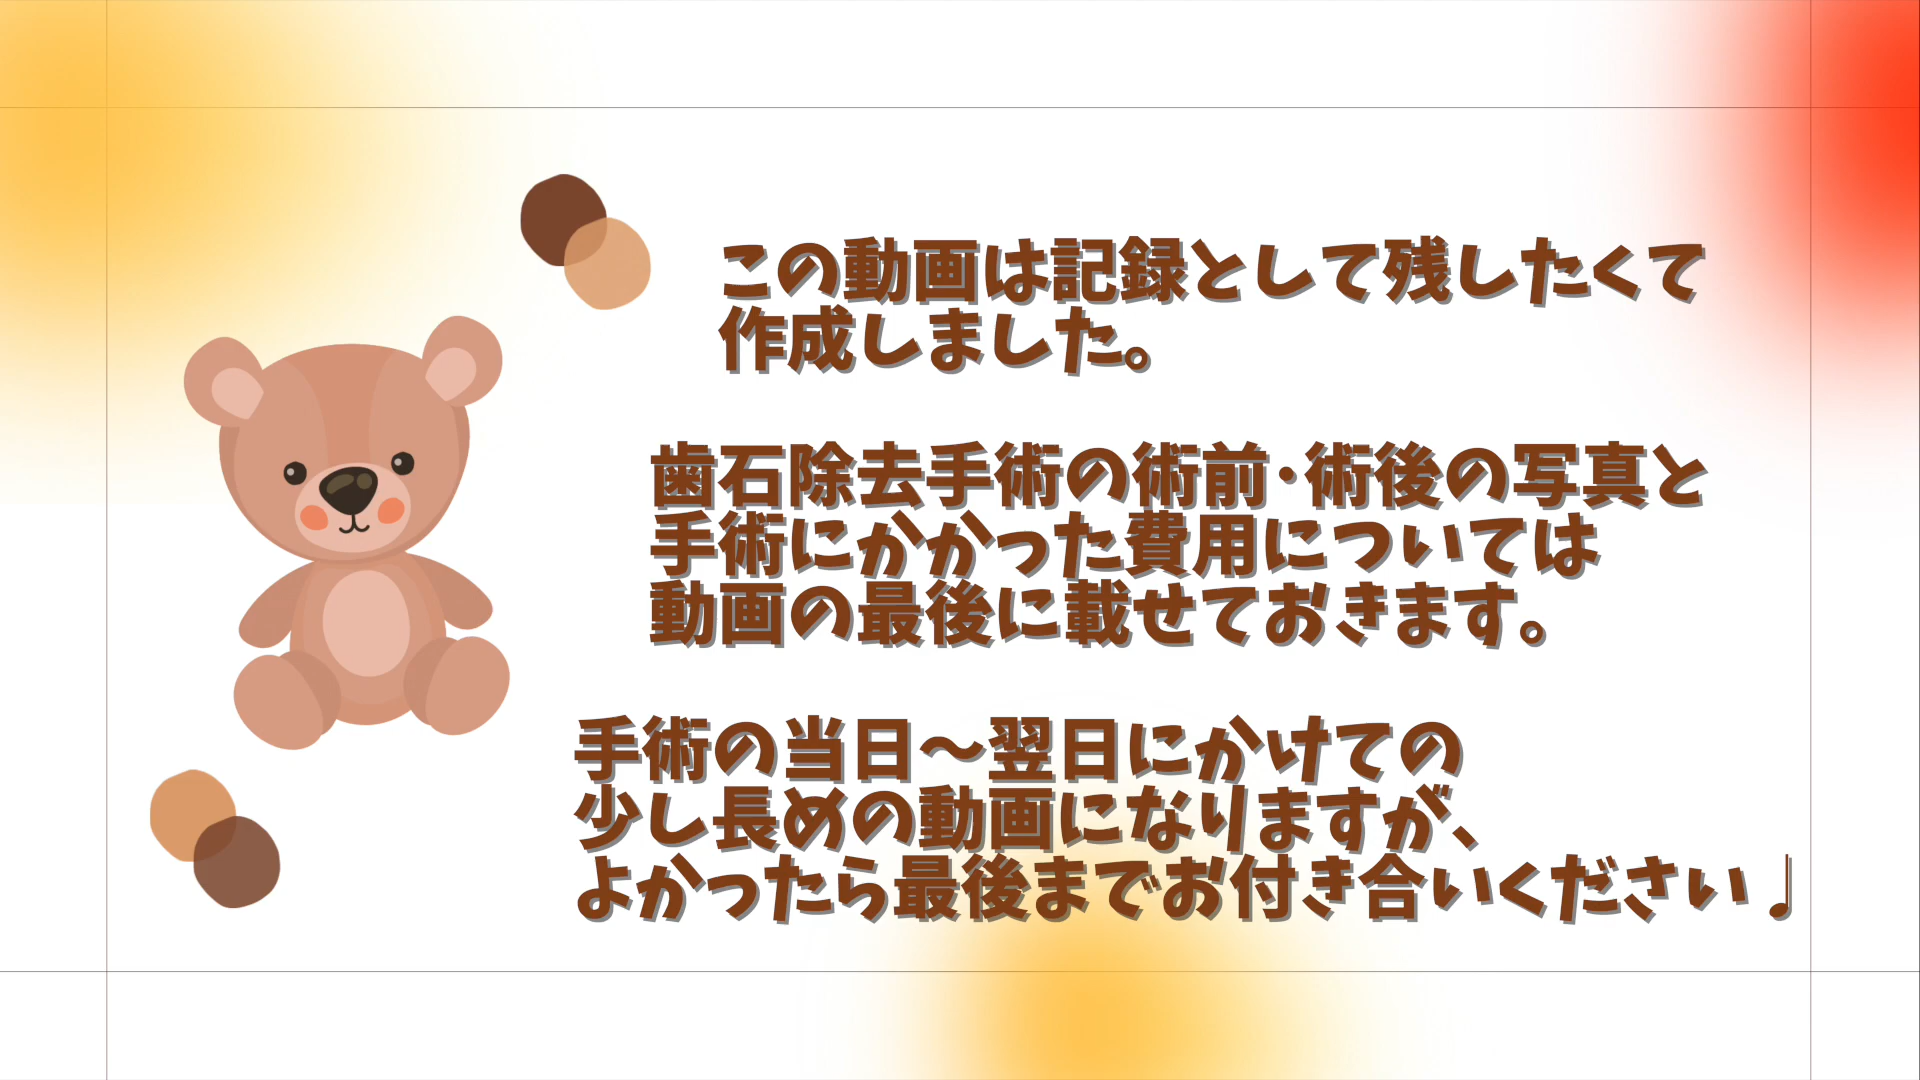 この動画は記録として残したくて
作成しました。
歯石除去手術の術前･術後の写真と
手術にかかった費用については
動画の最後に載せておきます。
手術の当日～翌日にかけての
少し長めの動画になりますが、
よかったら最後までお付き合いください♩